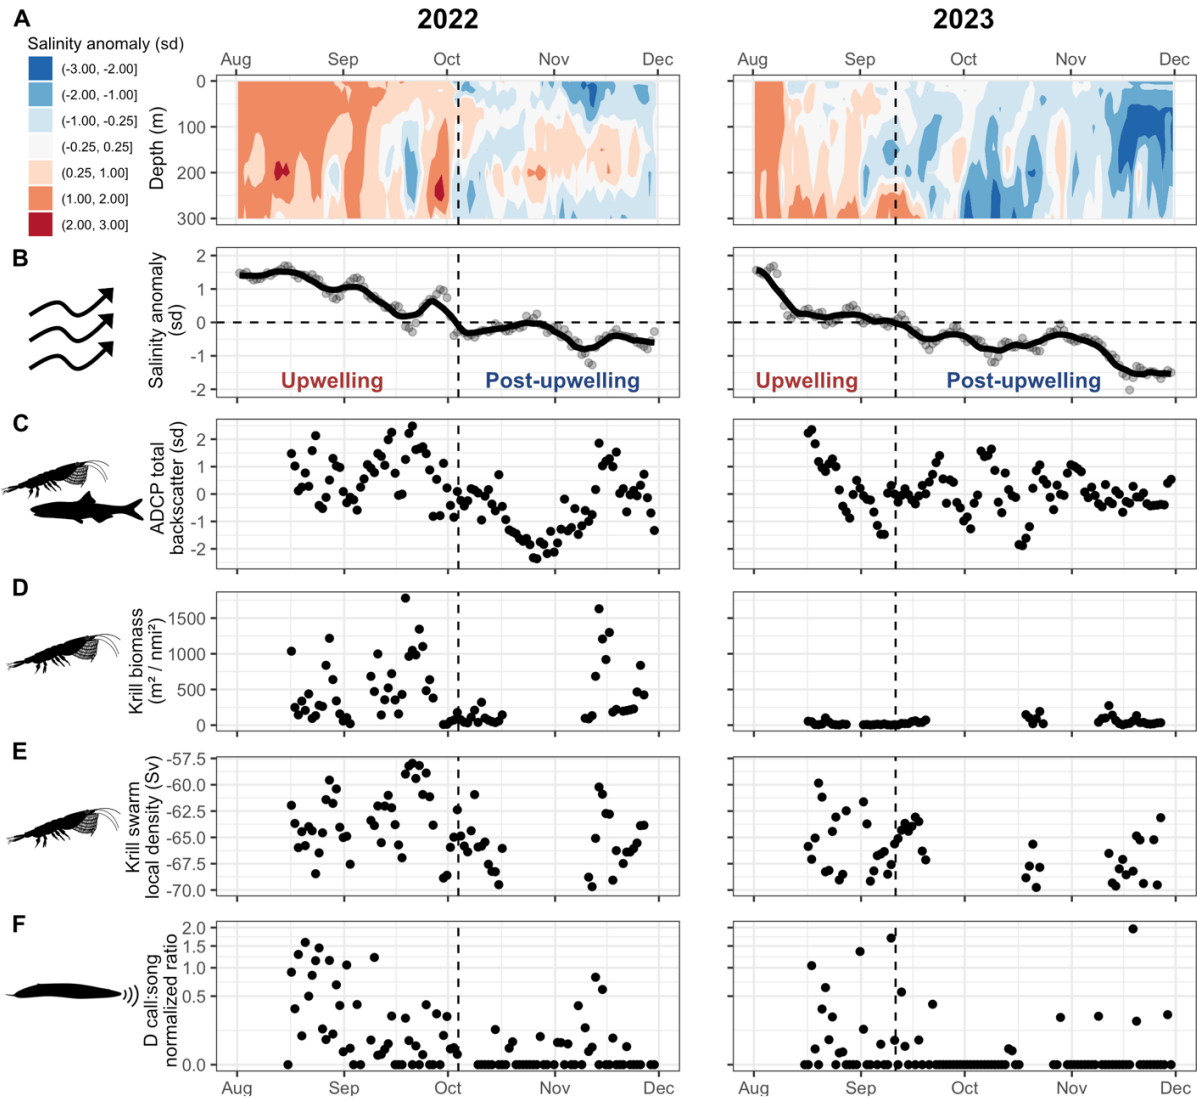 A
2022
2023
Salinity anomaly (sd)
(-3.00, -2.00]
(-2.00, -1.00]
(-1.00, -0.25]
(-0.25, 0.25]
(0.25, 1.00]
(1.00, 2.00]
(2.00, 3.00]
Aug Sep Oct Nov Dec
Aug Sep Oct Nov Dec
Depth (m)
0
100
200
300
B
Salinity anomaly
(sd)
2
1
0
-1
-2
Upwelling
Post-upwelling
Upwelling
Post-upwelling
C
ADCP total
backscatter (sd)
2
1
0
-1
-2
D
Krill biomass
(m² / nmi²)
1500
1000
500
0
E
Krill swarm
local density (Sv)
-57.5
-60.0
-62.5
-65.0
-67.5
-70.0
F
D call:song
normalized ratio
2.0
1.5
1.0
0.5
0.0
Aug Sep Oct Nov Dec
Aug Sep Oct Nov Dec